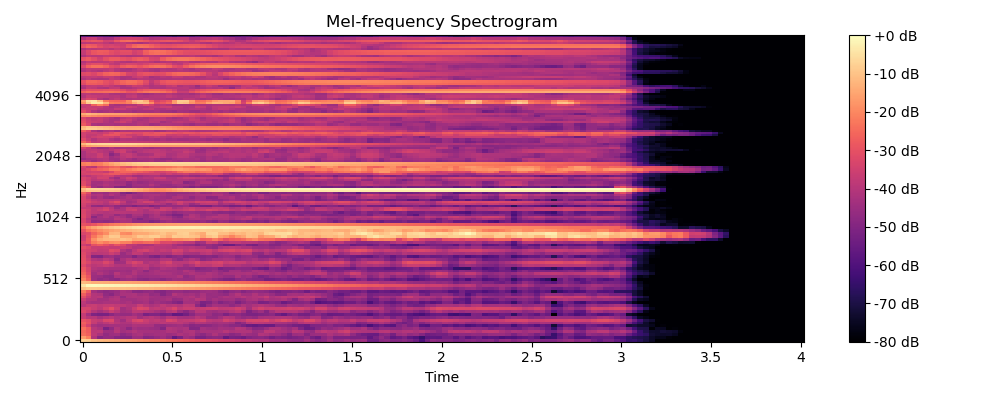 Mel-frequency Spectrogram
Hz
4096
2048
1024
512
0
0 0.5 1 1.5 2 2.5 3 3.5 4
Time
+0 dB
-10 dB
-20 dB
-30 dB
-40 dB
-50 dB
-60 dB
-70 dB
-80 dB